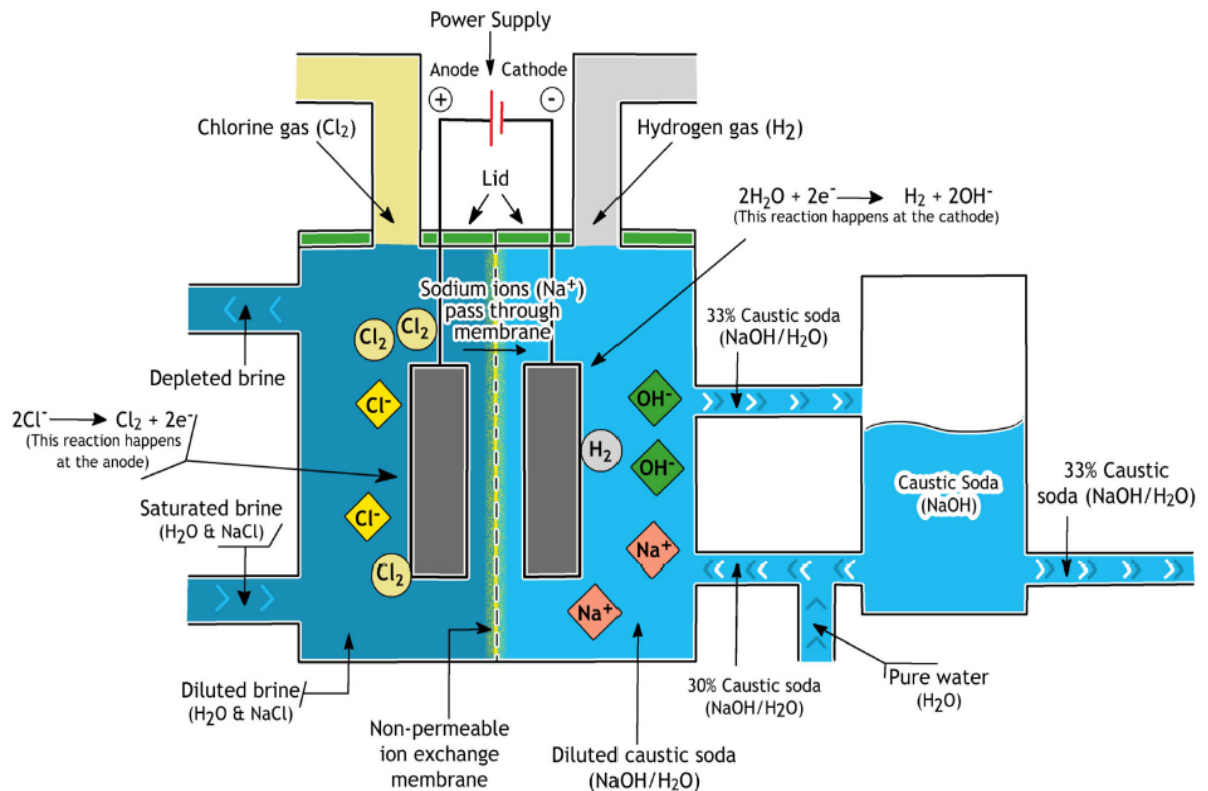 Power Supply
Anode
Cathode
+
-
Chlorine gas (Cl₂)
Hydrogen gas (H₂)
Lid
2H₂O + 2e⁻ → H₂ + 2OH⁻
(This reaction happens at the cathode)
Sodium ions (Na⁺)
pass through
membrane
33% Caustic soda
(NaOH/H₂O)
Cl₂
Cl₂
Depleted brine
Cl⁻
OH⁻
2Cl⁻ → Cl₂ + 2e⁻
(This reaction happens
at the anode)
H₂
OH⁻
Caustic Soda
(NaOH)
33% Caustic
soda (NaOH/H₂O)
Saturated brine
(H₂O & NaCl)
Cl⁻
Na⁺
Cl₂
Na⁺
Diluted brine
(H₂O & NaCl)
Non-permeable
ion exchange
membrane
Diluted caustic soda
(NaOH/H₂O)
30% Caustic soda
(NaOH/H₂O)
Pure water
(H₂O)